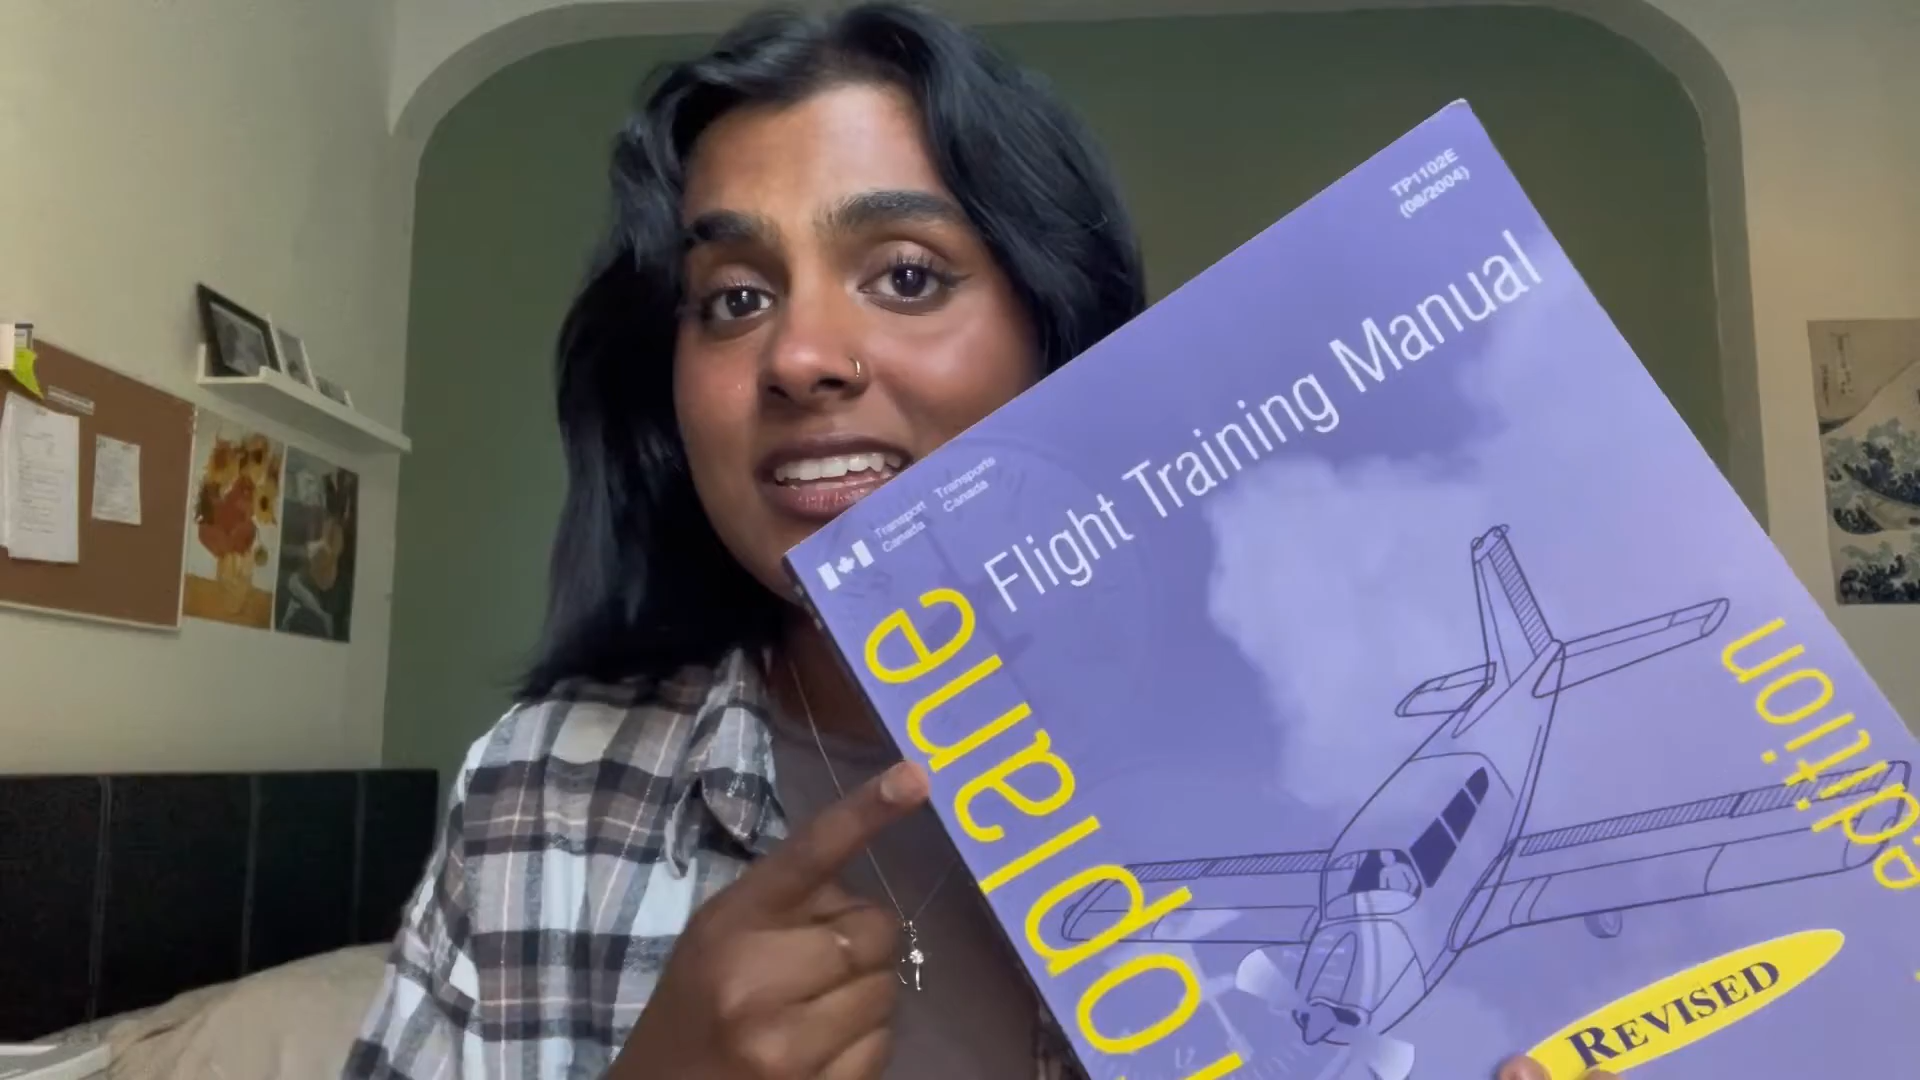 TP1102E
(08/2004)
Flight Training Manual
Transport Transports
Canada Canada
oplane
edition
REVISED